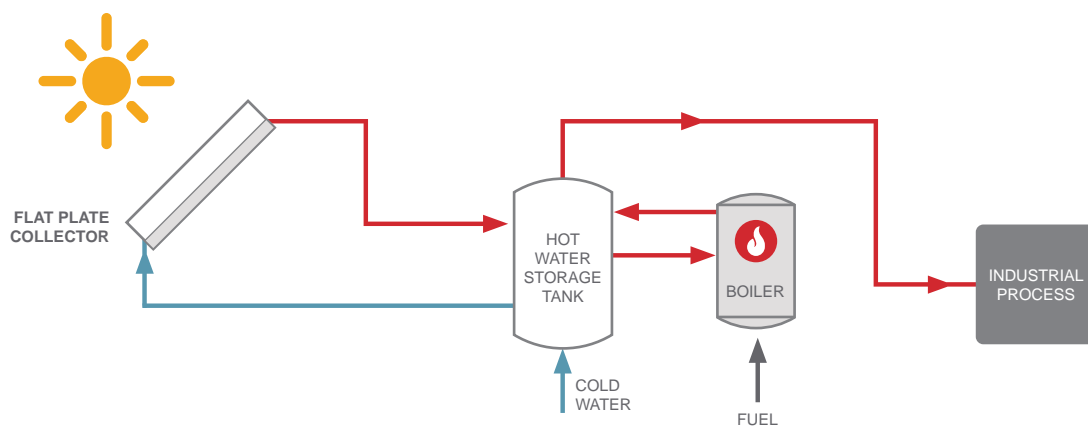 FLAT PLATE
COLLECTOR
HOT
WATER
STORAGE
TANK
BOILER
INDUSTRIAL
PROCESS
COLD
WATER
FUEL